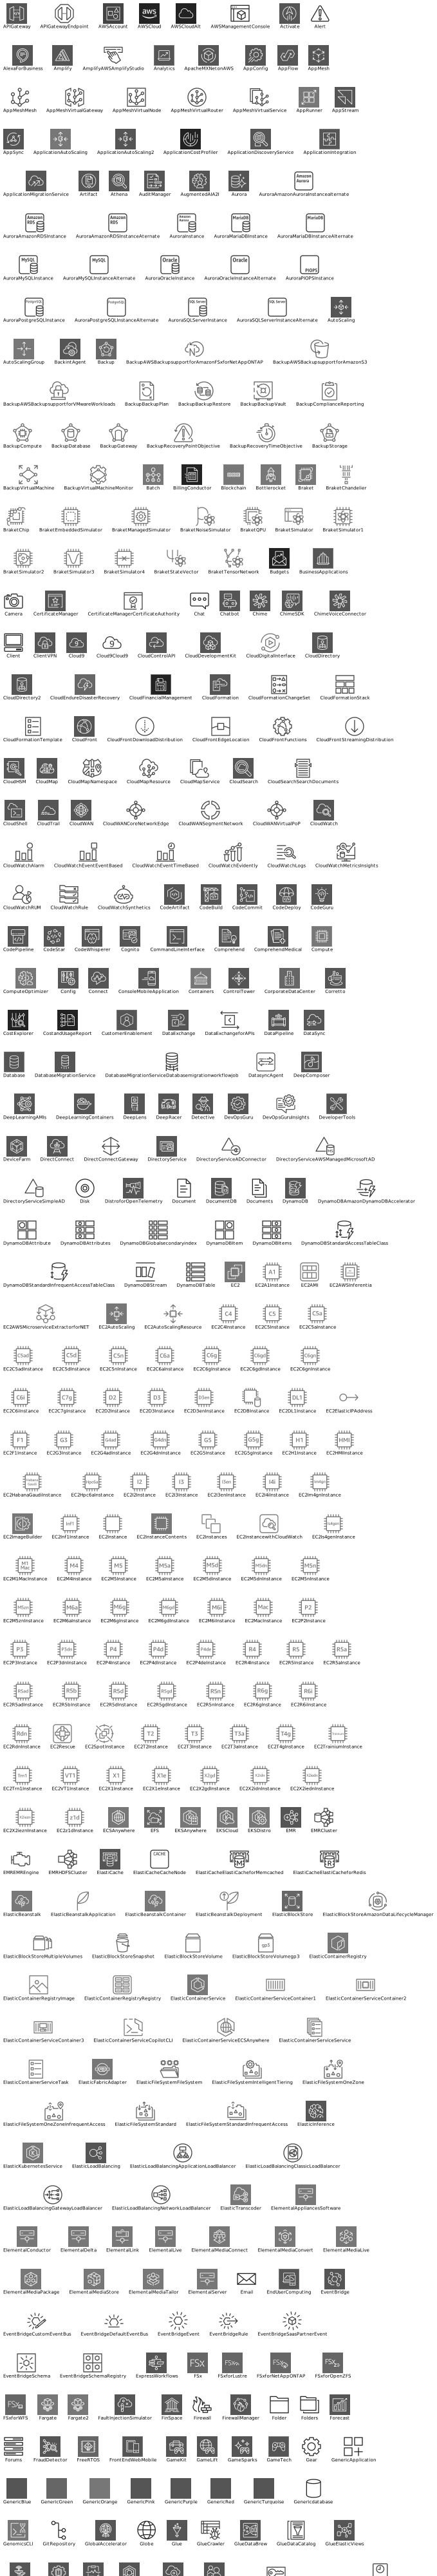 APIGateway APIGatewayEndpoint AWSAccount AWSCloud AWSCloudAlt AWSManagementConsole Activate Alert
AlexaForBusiness Amplify AmplifyAWSAmplifyStudio Analytics ApacheMXNetonAWS AppConfig AppFlow AppMesh
AppMeshMesh AppMeshVirtualGateway AppMeshVirtualNode AppMeshVirtualRouter AppMeshVirtualService AppRunner AppStream
AppSync ApplicationAutoScaling ApplicationAutoScaling2 ApplicationCostProfiler ApplicationDiscoveryService ApplicationIntegration
ApplicationMigrationService Artifact Athena AuditManager AugmentedAIA2I Aurora AuroraAmazonAuroraInstancealternate
AuroraAmazonRDSInstance AuroraAmazonRDSInstanceAternate AuroraInstance AuroraMariaDBInstance AuroraMariaDBInstanceAlternate
AuroraMySQLInstance AuroraMySQLInstanceAlternate AuroraOracleInstance AuroraOracleInstanceAlternate AuroraPIOPSInstance
AuroraPostgreSQLInstance AuroraPostgreSQLInstanceAlternate AuroraSQLServerInstance AuroraSQLServerInstanceAlternate AutoScaling
AutoScalingGroup BackintAgent Backup BackupAWSBackupsupportforAmazonFSxforNetAppONTAP BackupAWSBackupsupportforAmazonS3
BackupAWSBackupsupportforVMwareWorkloads BackupBackupPlan BackupBackupRestore BackupBackupVault BackupComplianceReporting
BackupCompute BackupDatabase BackupGateway BackupRecoveryPointObjective BackupRecoveryTimeObjective BackupStorage
BackupVirtualMachine BackupVirtualMachineMonitor Batch BillingConductor Blockchain Bottlerocket Braket BraketChandelier
BraketChip BraketEmbeddedSimulator BraketManagedSimulator BraketNoiseSimulator BraketQPU BraketSimulator BraketSimulator1
BraketSimulator2 BraketSimulator3 BraketSimulator4 BraketStateVector BraketTensorNetwork Budgets BusinessApplications
Camera CertificateManager CertificateManagerCertificateAuthority Chat Chatbot Chime ChimeSDK ChimeVoiceConnector
Client ClientVPN Cloud9 Cloud9Cloud9 CloudControlAPI CloudDevelopmentKit CloudDigitalInterface CloudDirectory
CloudDirectory2 CloudEndureDisasterRecovery CloudFinancialManagement CloudFormation CloudFormationChangeSet CloudFormationStack
CloudFormationTemplate CloudFront CloudFrontDownloadDistribution CloudFrontEdgeLocation CloudFrontFunctions CloudFrontStreamingDistribution
CloudHSM CloudMap CloudMapNamespace CloudMapResource CloudMapService CloudSearch CloudSearchSearchDocuments
CloudShell CloudTrail CloudWAN CloudWANCoreNetworkEdge CloudWANSegmentNetwork CloudWANVirtualPoP CloudWatch
CloudWatchAlarm CloudWatchEventEventBased CloudWatchEventTimeBased CloudWatchEvidently CloudWatchLogs CloudWatchMetricsInsights
CloudWatchRUM CloudWatchRule CloudWatchSynthetics CodeArtifact CodeBuild CodeCommit CodeDeploy CodeGuru
CodePipeline CodeStar CodeWhisperer Cognito CommandLineInterface Comprehend ComprehendMedical Compute
ComputeOptimizer Config Connect ConsoleMobileApplication Containers ControlTower CorporateDataCenter Corretto
CostExplorer CostandUsageReport CustomerEnablement DataExchange DataExchangeforAPIs DataPipeline DataSync
Database DatabaseMigrationService DatabaseMigrationServiceDatabasemigrationworkflowjob DatasyncAgent DeepComposer
DeepLearningAMIs DeepLearningContainers DeepLens DeepRacer Detective DevOpsGuru DevOpsGuruInsights DeveloperTools
DeviceFarm DirectConnect DirectConnectGateway DirectoryService DirectoryServiceADConnector DirectoryServiceAWSManagedMicrosoftAD
DirectoryServiceSimpleAD Disk DistroforOpenTelemetry Document DocumentDB Documents DynamoDB DynamoDBAmazonDynamoDBAccelerator
DynamoDBAttribute DynamoDBAttributes DynamoDBGlobalsecondaryindex DynamoDBItem DynamoDBItems DynamoDBStandardAccessTableClass
DynamoDBStandardInfrequentAccessTableClass DynamoDBStream DynamoDBTable EC2 EC2A1Instance EC2AMI EC2AWSInferentia
EC2AWSMicroserviceExtractorforNET EC2AutoScaling EC2AutoScalingResource EC2C4Instance EC2C5Instance EC2C5aInstance
EC2C5adInstance EC2C5dInstance EC2C5nInstance EC2C6aInstance EC2C6gInstance EC2C6gdInstance EC2C6gnInstance
EC2C6iInstance EC2C7gInstance EC2D2Instance EC2D3Instance EC2D3enInstance EC2DBInstance EC2DL1Instance EC2ElasticIPAddress
EC2F1Instance EC2G3Instance EC2G4adInstance EC2G4dnInstance EC2G5Instance EC2G5gInstance EC2H1Instance EC2HMIInstance
EC2HabanaGaudiInstance EC2Hpc6aInstance EC2I2Instance EC2I3Instance EC2I3enInstance EC2I4iInstance EC2Im4gnInstance
EC2ImageBuilder EC2Inf1Instance EC2Instance EC2InstanceContents EC2Instances EC2InstancewithCloudWatch EC2Is4genInstance
EC2M1MacInstance EC2M4Instance EC2M5Instance EC2M5aInstance EC2M5dInstance EC2M5dnInstance EC2M5nInstance
EC2M5znInstance EC2M6aInstance EC2M6gInstance EC2M6gdInstance EC2M6iInstance EC2MacInstance EC2P2Instance
EC2P3Instance EC2P3dnInstance EC2P4Instance EC2P4dInstance EC2P4deInstance EC2R4Instance EC2R5Instance EC2R5aInstance
EC2R5adInstance EC2R5bInstance EC2R5dInstance EC2R5gdInstance EC2R5nInstance EC2R6gInstance EC2R6iInstance
EC2RdnInstance EC2Rescue EC2SpotInstance EC2T2Instance EC2T3Instance EC2T3aInstance EC2T4gInstance EC2TrainiumInstance
EC2Trn1Instance EC2VT1Instance EC2X1Instance EC2X1eInstance EC2X2gdInstance EC2X2idnInstance EC2X2iednInstance
EC2X2ieznInstance EC2z1dInstance ECSAnywhere EFS EKSAnywhere EKSCloud EKSDistro EMR EMRCluster
EMREMREngine EMRHDFSCluster ElastiCache ElastiCacheCacheNode ElastiCacheElastiCacheforMemcached ElastiCacheElastiCacheforRedis
ElasticBeanstalk ElasticBeanstalkApplication ElasticBeanstalkContainer ElasticBeanstalkDeployment ElasticBlockStore ElasticBlockStoreAmazonDataLifecycleManager
ElasticBlockStoreMultipleVolumes ElasticBlockStoreSnapshot ElasticBlockStoreVolume ElasticBlockStoreVolumegp3 ElasticContainerRegistry
ElasticContainerRegistryImage ElasticContainerRegistryRegistry ElasticContainerService ElasticContainerServiceContainer1 ElasticContainerServiceContainer2
ElasticContainerServiceContainer3 ElasticContainerServiceCopiIotCLI ElasticContainerServiceECSAnywhere ElasticContainerServiceService
ElasticContainerServiceTask ElasticFabricAdapter ElasticFileSystemFileSystem ElasticFileSystemIntelligentTiering ElasticFileSystemOneZone
ElasticFileSystemOneZoneInfrequentAccess ElasticFileSystemStandard ElasticFileSystemStandardInfrequentAccess ElasticInference
ElasticKubernetesService ElasticLoadBalancing ElasticLoadBalancingApplicationLoadBalancer ElasticLoadBalancingClassicLoadBalancer
ElasticLoadBalancingGatewayLoadBalancer ElasticLoadBalancingNetworkLoadBalancer ElasticTranscoder ElementalAppliancesSoftware
ElementalConductor ElementalDelta ElementalLink ElementalLive ElementalMediaConnect ElementalMediaConvert ElementalMediaLive
ElementalMediaPackage ElementalMediaStore ElementalMediaTailor ElementalServer Email EndUserComputing EventBridge
EventBridgeCustomEventBus EventBridgeDefaultEventBus EventBridgeEvent EventBridgeRule EventBridgeSaasPartnerEvent
EventBridgeSchema EventBridgeSchemaRegistry ExpressWorkflows FSx FSxforLustre FSxforNetAppONTAP FSxforOpenZFS
FSxforWFS Fargate Fargate2 FaultInjectionSimulator FinSpace Firewall FirewallManager Folder Folders Forecast
Forums FraudDetector FreeRTOS FrontEndWebMobile GameKit GameLift GameSparks GameTech Gear GenericApplication
GenericBlue GenericGreen GenericOrange GenericPink GenericPurple GenericRed GenericTurquoise Genericdatabase
GenomicsCLI GitRepository GlobalAccelerator Globe Glue GlueCrawler GlueDataBrew GlueDataCatalog GlueElasticViews